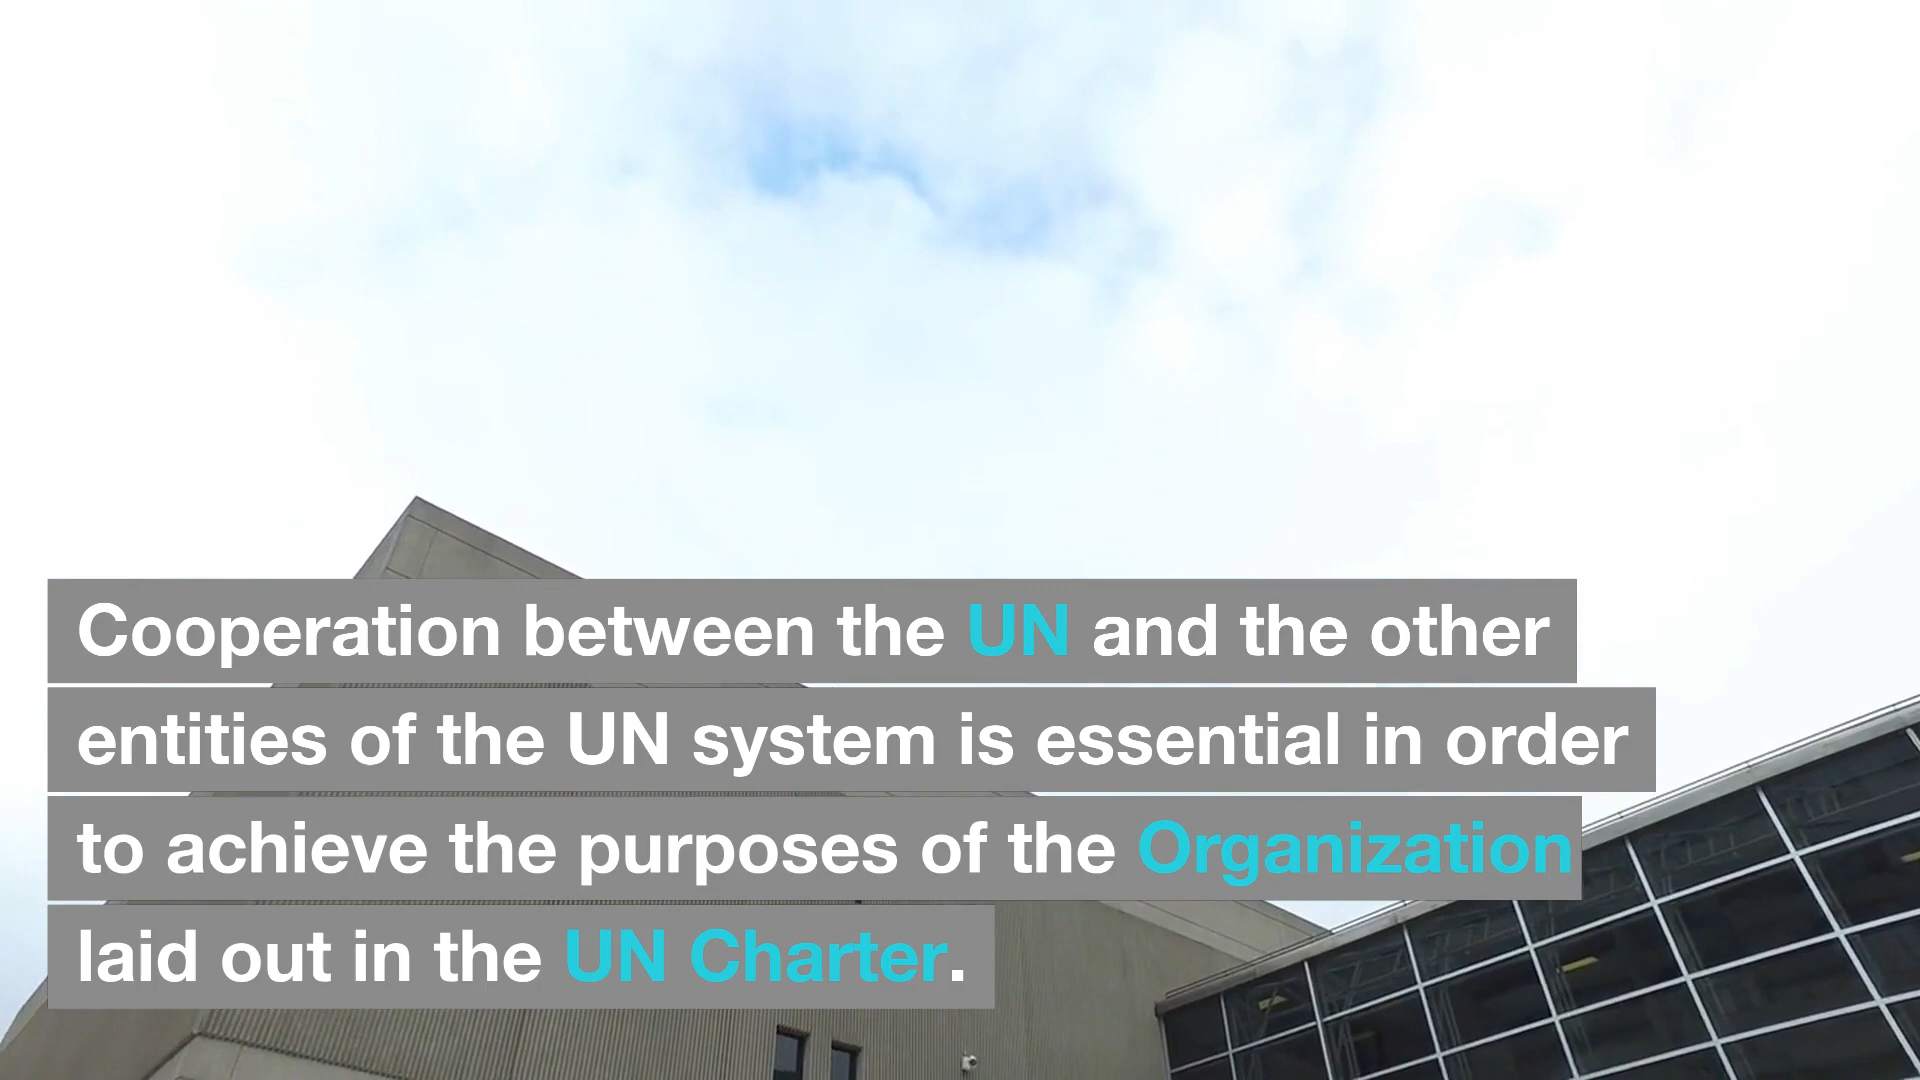 Cooperation between the UN and the other
entities of the UN system is essential in order
to achieve the purposes of the Organization
laid out in the UN Charter.